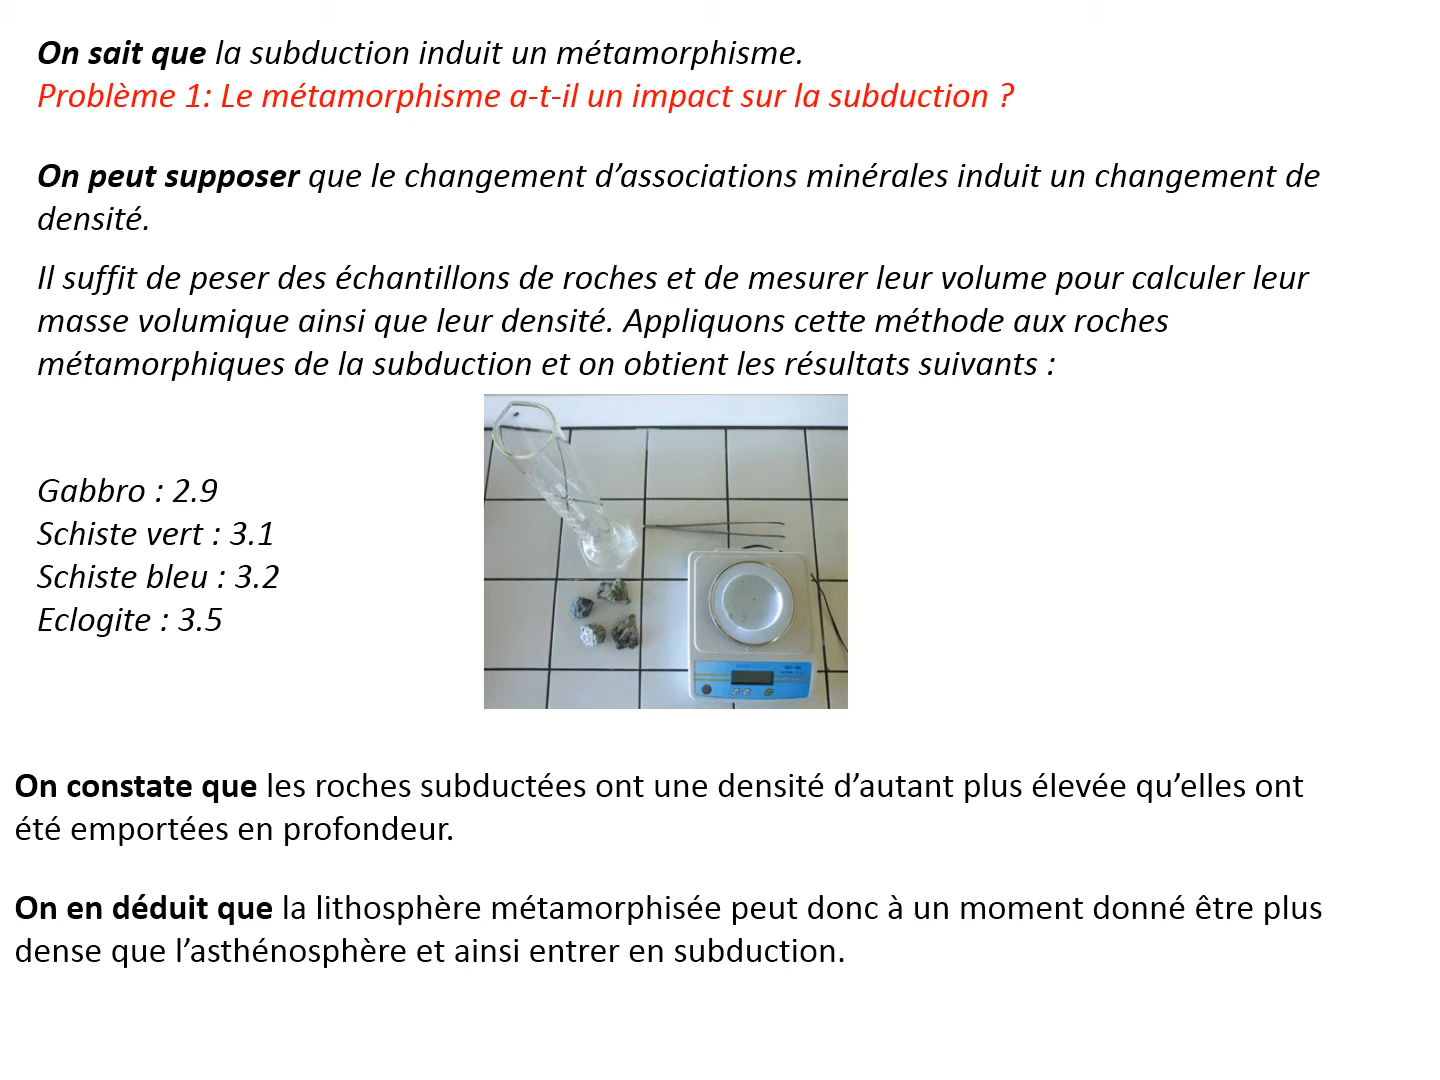 On sait que la subduction induit un métamorphisme.
Problème 1: Le métamorphisme a-t-il un impact sur la subduction ?
On peut supposer que le changement d’associations minérales induit un changement de
densité.
Il suffit de peser des échantillons de roches et de mesurer leur volume pour calculer leur
masse volumique ainsi que leur densité. Appliquons cette méthode aux roches
métamorphiques de la subduction et on obtient les résultats suivants :
Gabbro : 2.9
Schiste vert : 3.1
Schiste bleu : 3.2
Eclogite : 3.5
On constate que les roches subductées ont une densité d’autant plus élevée qu’elles ont
été emportées en profondeur.
On en déduit que la lithosphère métamorphisée peut donc à un moment donné être plus
dense que l’asthénosphère et ainsi entrer en subduction.